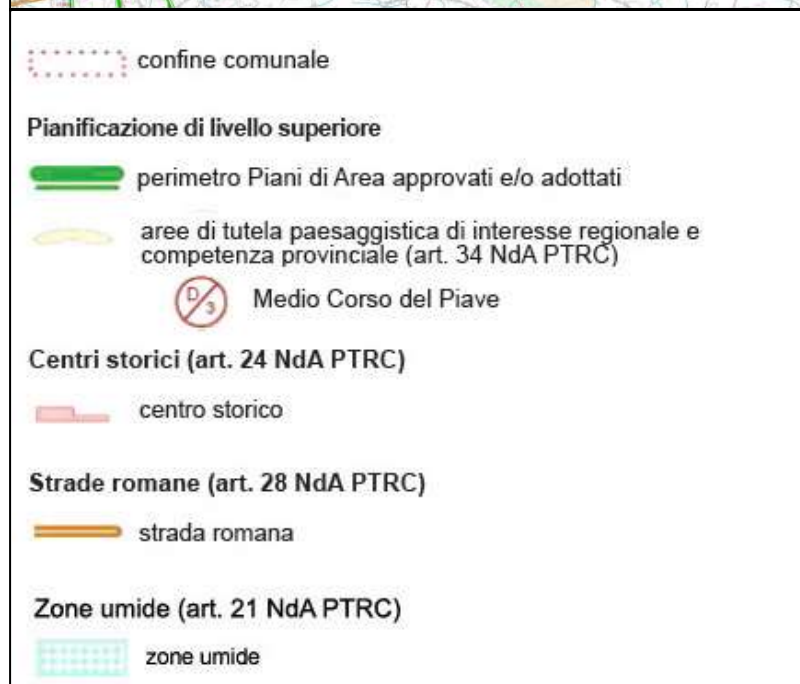 confine comunale
Pianificazione di livello superiore
perimetro Piani di Area approvati e/o adottati
aree di tutela paesaggistica di interesse regionale e
competenza provinciale (art. 34 NdA PTRC)
D/3 Medio Corso del Piave
Centri storici (art. 24 NdA PTRC)
centro storico
Strade romane (art. 28 NdA PTRC)
strada romana
Zone umide (art. 21 NdA PTRC)
zone umide